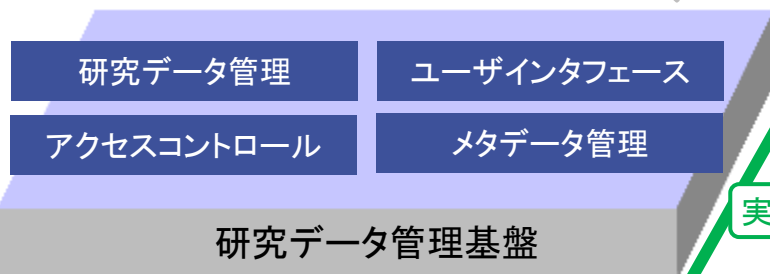 研究データ管理
ユーザインタフェース
アクセスコントロール
メタデータ管理
研究データ管理基盤
実